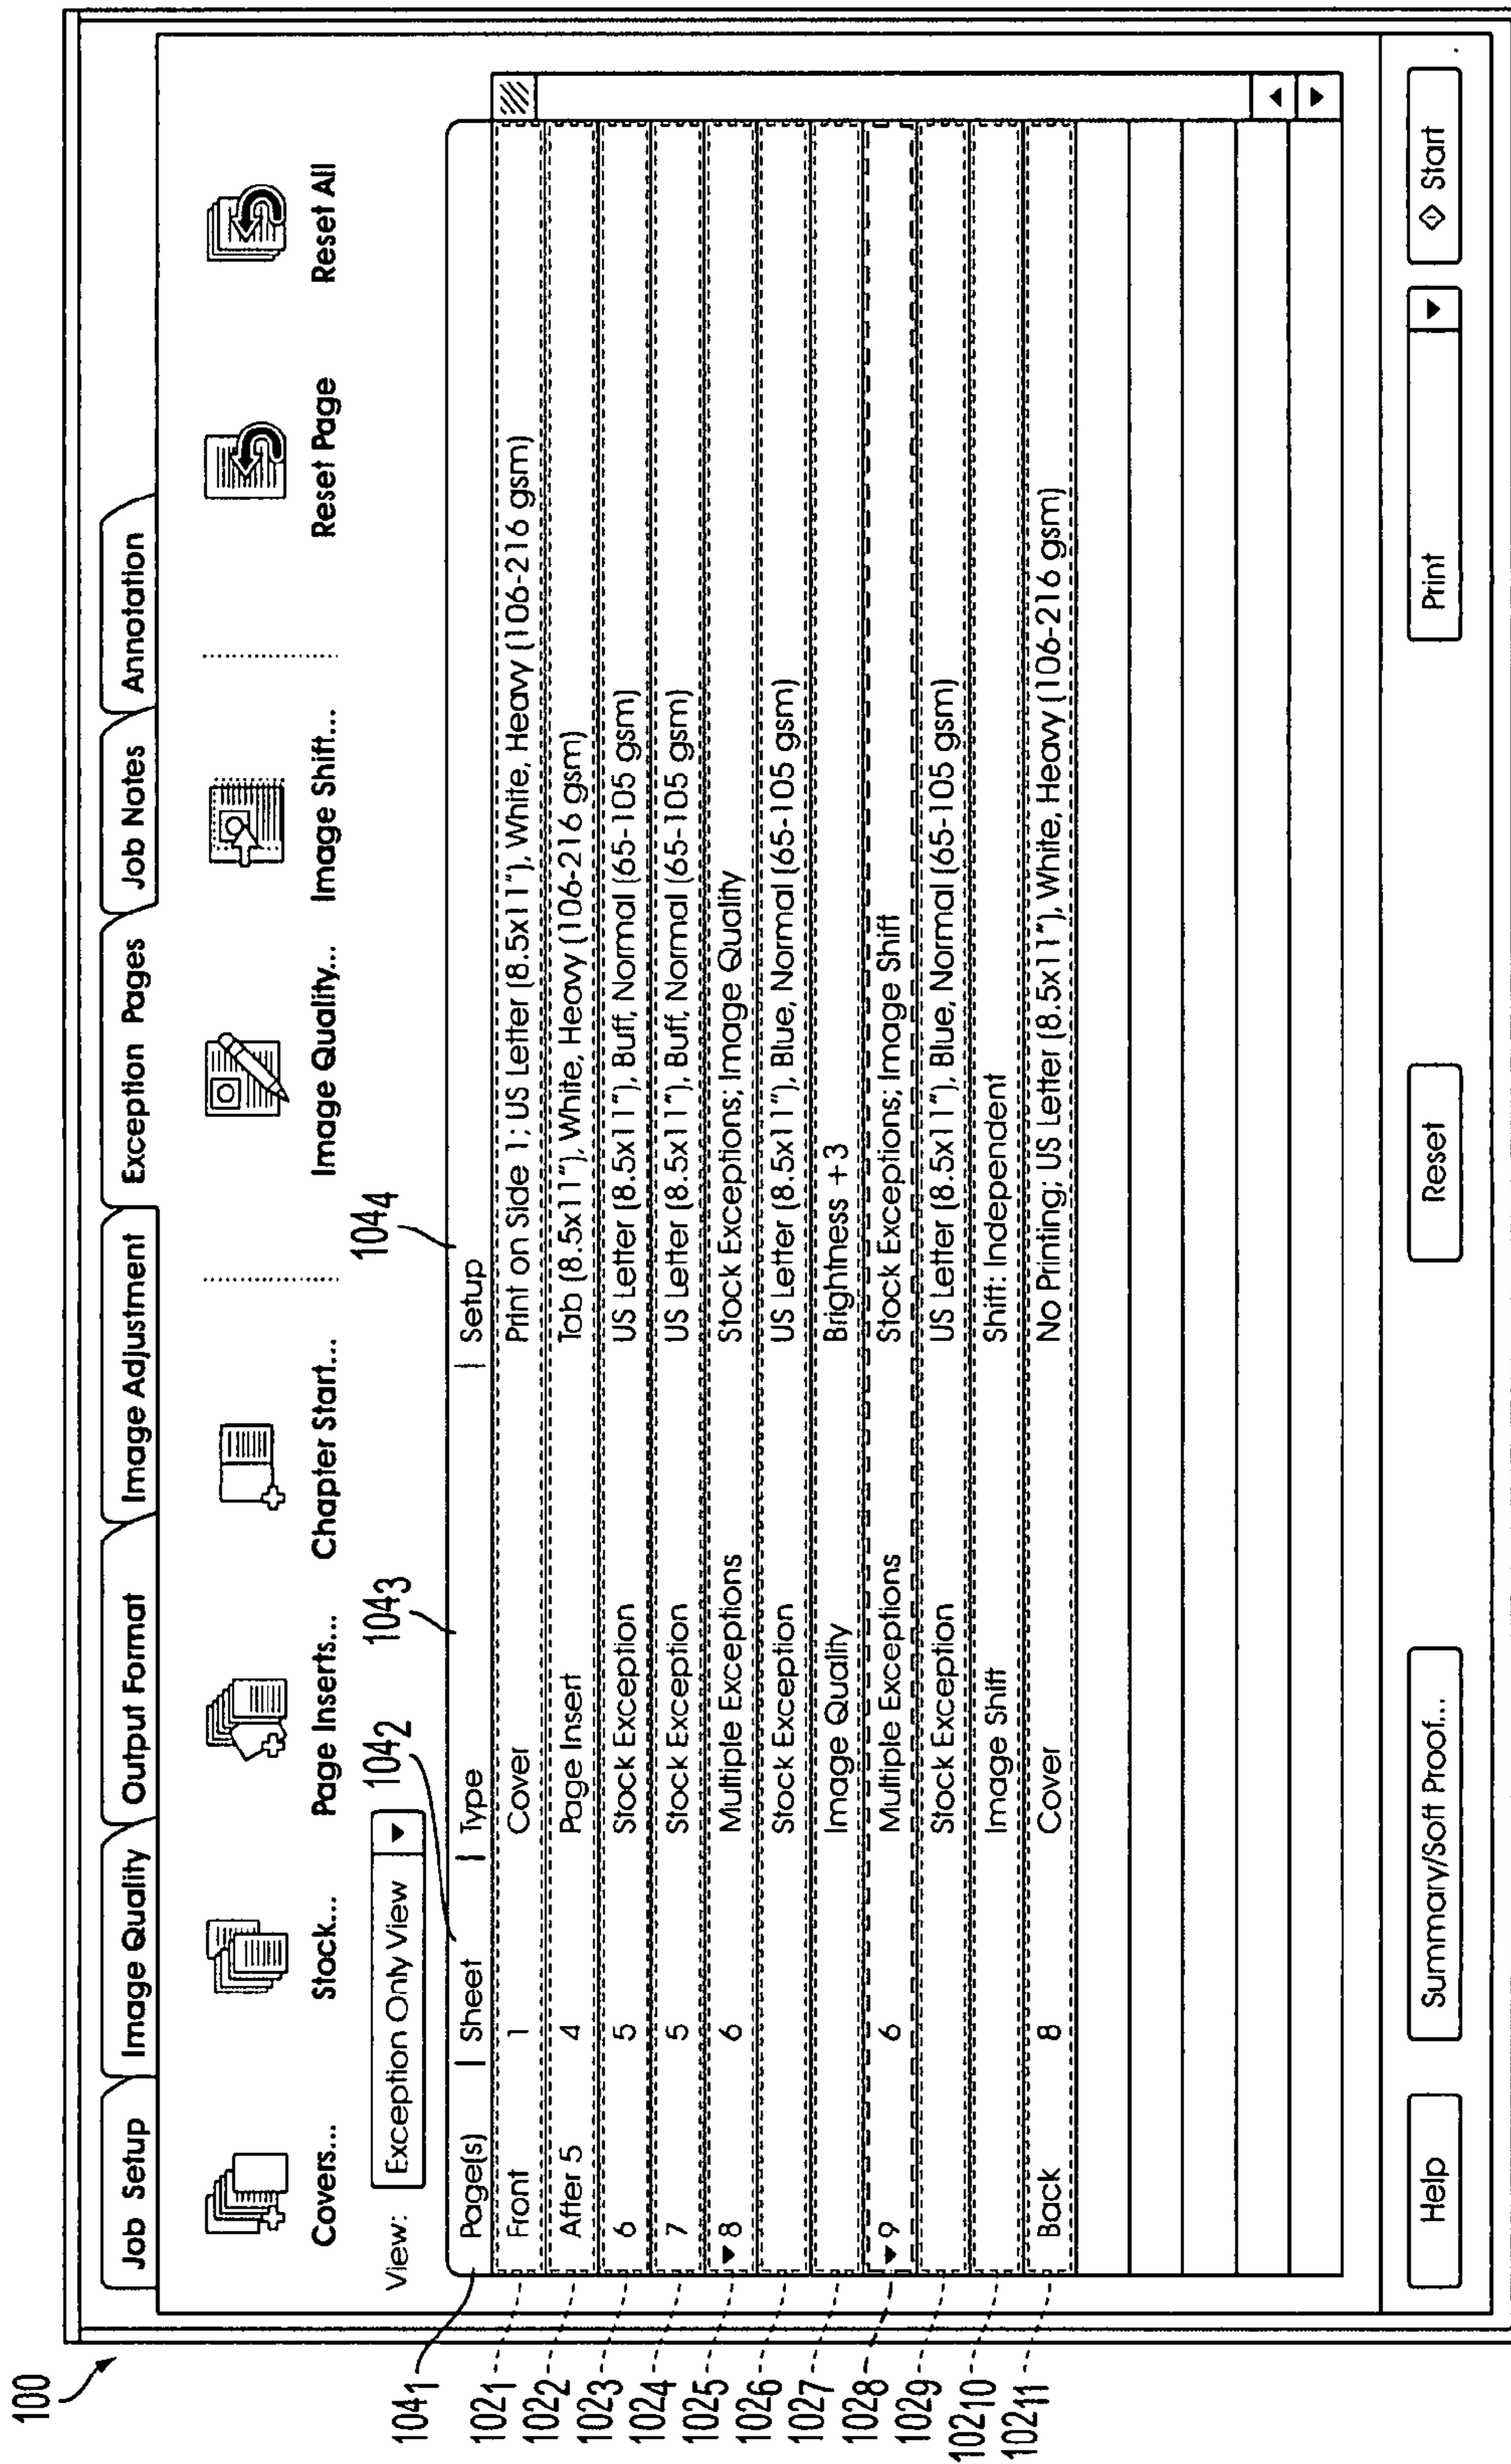 100
Job Setup Image Quality Output Format Image Adjustment Exception Pages Job Notes Annotation
Covers... Stock... Page Inserts... Chapter Start... Image Quality... Image Shift... Reset Page Reset All
View: Exception Only View
1041 1042 1043 1044
Page(s) Sheet Type Setup
1021 Front 1 Cover Print on Side 1; US Letter (8.5x11"), White, Heavy (106-216 gsm)
1022 After 5 4 Page Insert Tab (8.5x11"), White, Heavy (106-216 gsm)
1023 6 5 Stock Exception US Letter (8.5x11"), Buff, Normal (65-105 gsm)
1024 7 5 Stock Exception US Letter (8.5x11"), Buff, Normal (65-105 gsm)
1025 ▾8 6 Multiple Exceptions Stock Exceptions; Image Quality
1026 Stock Exception US Letter (8.5x11"), Blue, Normal (65-105 gsm)
1027 Image Quality Brightness +3
1028 ▾9 6 Multiple Exceptions Stock Exceptions; Image Shift
1029 Stock Exception US Letter (8.5x11"), Blue, Normal (65-105 gsm)
10210 Image Shift Shift: Independent
10211 Back 8 Cover No Printing; US Letter (8.5x11"), White, Heavy (106-216 gsm)
Help Summary/Soft Proof... Reset Print Start